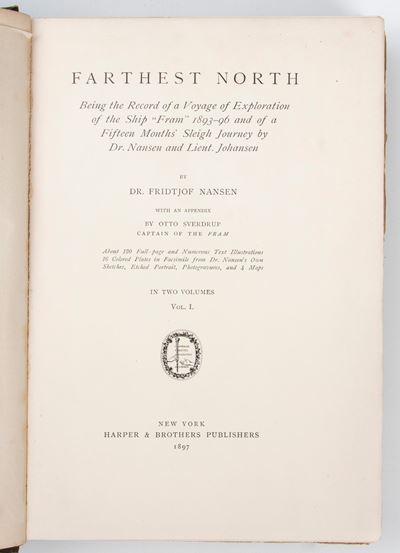 FARTHEST NORTH
Being the Record of a Voyage of Exploration
of the Ship "Fram" 1893–96 and of a
Fifteen Months' Sleigh Journey by
Dr. Nansen and Lieut. Johansen
BY
DR. FRIDTJOF NANSEN
WITH AN APPENDIX
BY OTTO SVERDRUP
CAPTAIN OF THE FRAM
About 120 Full-page and Numerous Text Illustrations
16 Colored Plates in Facsimile from Dr. Nansen's Own
Sketches, Etched Portrait, Photogravures, and 4 Maps
IN TWO VOLUMES
VOL. I.
NEW YORK
HARPER & BROTHERS PUBLISHERS
1897